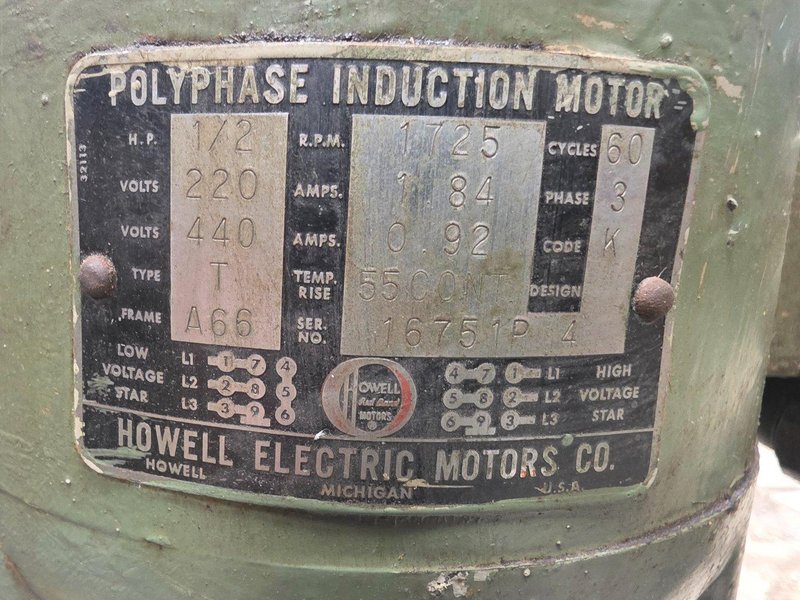 POLYPHASE INDUCTION MOTOR
H.P. 1/2 R.P.M. 1725 CYCLES 60
VOLTS 220 AMPS. 1.84 PHASE 3
VOLTS 440 AMPS. 0.92 CODE K
TYPE T TEMP. RISE 55CONT. DESIGN
FRAME A66 SER. NO. 16751P 4
32113
LOW VOLTAGE STAR
L1 1 7 4
L2 2 8 5
L3 3 9 6
HOWELL Red Band MOTORS
4 7 1 L1
5 8 2 L2
6 9 3 L3
HIGH VOLTAGE STAR
HOWELL ELECTRIC MOTORS CO.
HOWELL MICHIGAN U.S.A.